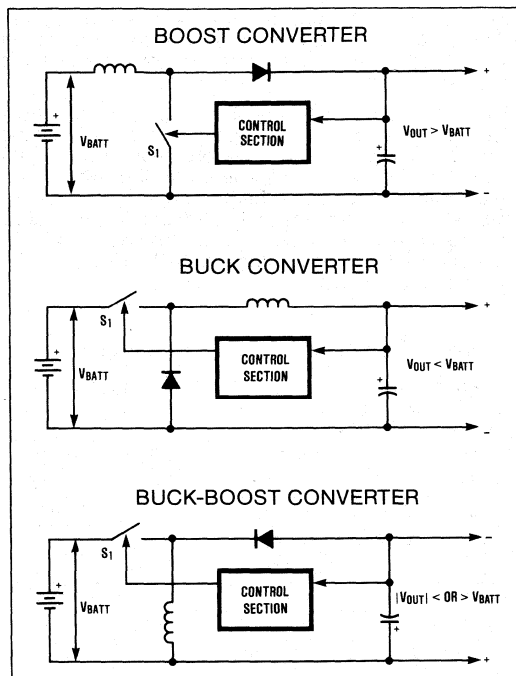 BOOST CONVERTER
+
+
VBATT
S1
CONTROL
SECTION
+
VOUT > VBATT
−
BUCK CONVERTER
+
S1
+
VBATT
CONTROL
SECTION
+
VOUT < VBATT
−
BUCK-BOOST CONVERTER
−
S1
+
VBATT
CONTROL
SECTION
|VOUT| < OR > VBATT
+
+